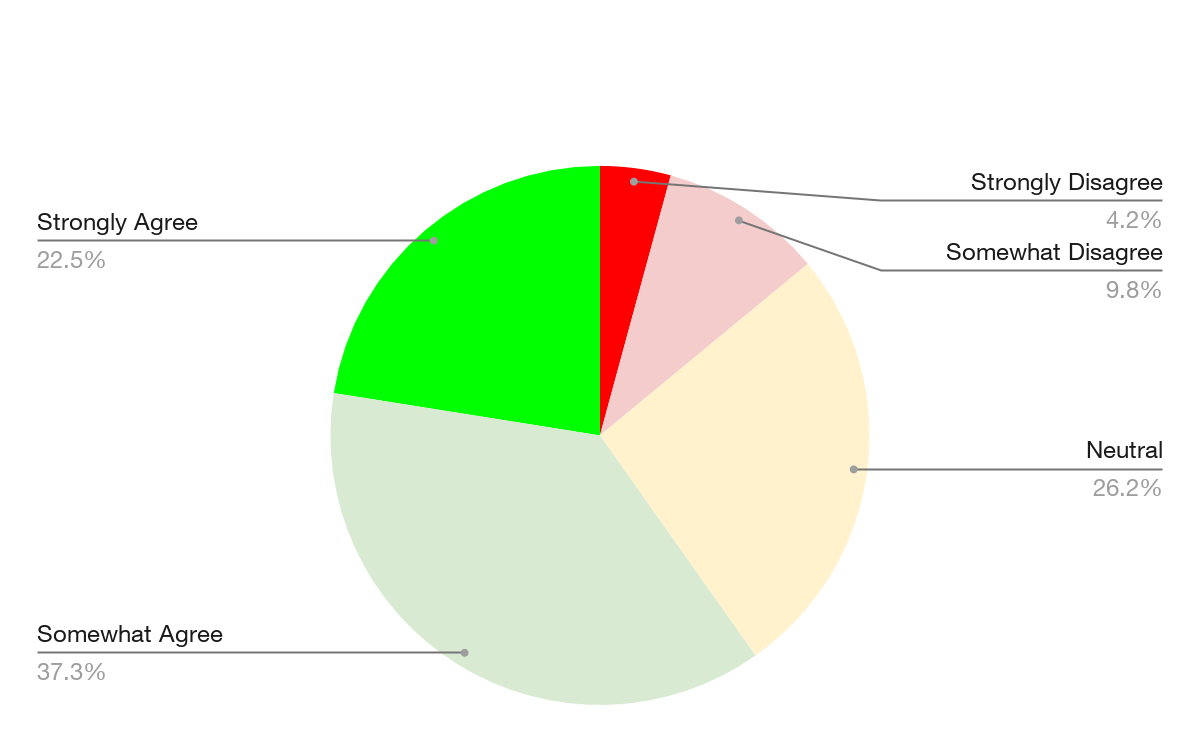 Strongly Disagree
4.2%
Strongly Agree
22.5%
Somewhat Disagree
9.8%
Neutral
26.2%
Somewhat Agree
37.3%